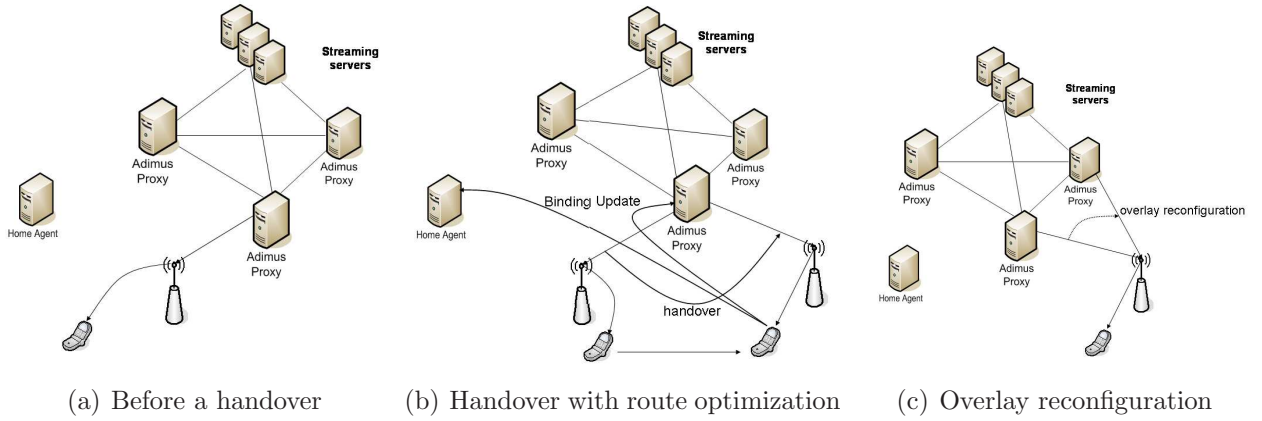 Streaming
servers
Adimus
Proxy
Adimus
Proxy
Home Agent
Adimus
Proxy
(a) Before a handover
Streaming
servers
Adimus
Proxy
Adimus
Proxy
Binding Update
Home Agent
Adimus
Proxy
handover
(b) Handover with route optimization
Streaming
servers
Adimus
Proxy
Adimus
Proxy
overlay reconfiguration
Adimus
Proxy
Home Agent
(c) Overlay reconfiguration